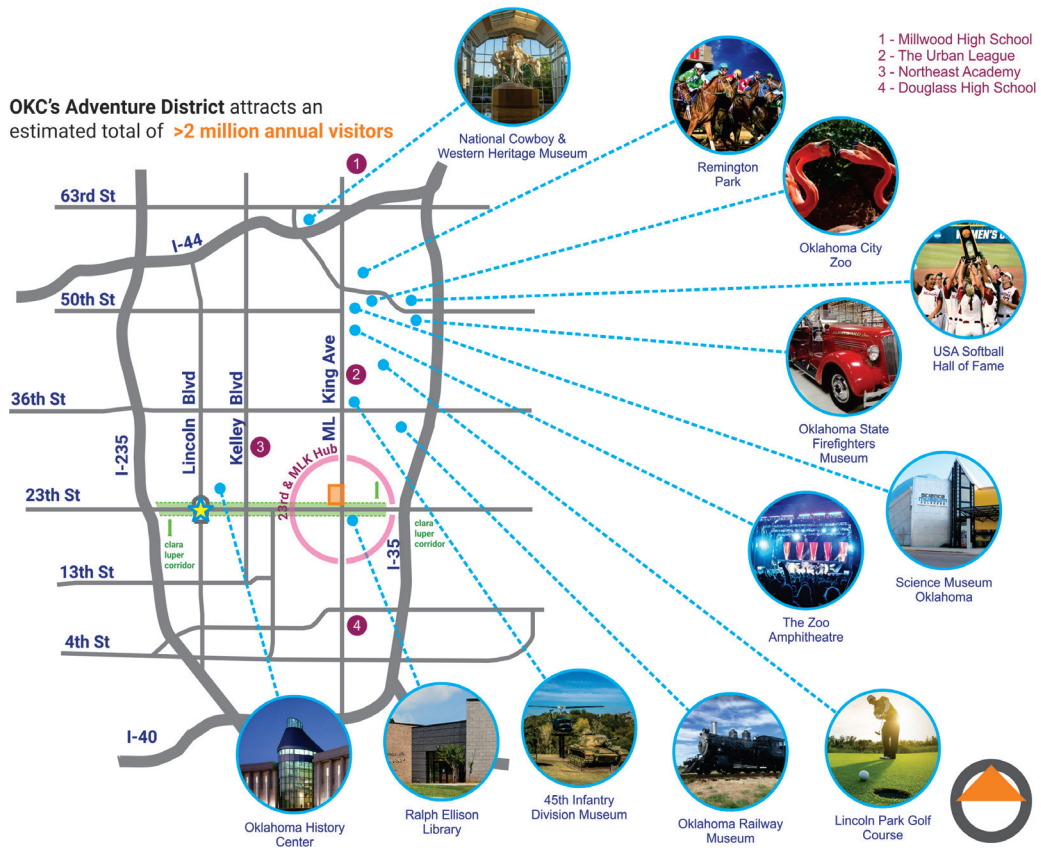 OKC's Adventure District attracts an
estimated total of >2 million annual visitors
1 - Millwood High School
2 - The Urban League
3 - Northeast Academy
4 - Douglass High School
National Cowboy &
Western Heritage Museum
Remington
Park
Oklahoma City
Zoo
USA Softball
Hall of Fame
Oklahoma State
Firefighters
Museum
Science Museum
Oklahoma
The Zoo
Amphitheatre
Lincoln Park Golf
Course
Oklahoma Railway
Museum
45th Infantry
Division Museum
Ralph Ellison
Library
Oklahoma History
Center
1
63rd St
I-44
50th St
2
36th St
I-235
Lincoln Blvd
Kelley Blvd
ML King Ave
3
23rd & MLK Hub
23rd St
clara
luper
corridor
clara
luper
corridor
I-35
13th St
4
4th St
I-40